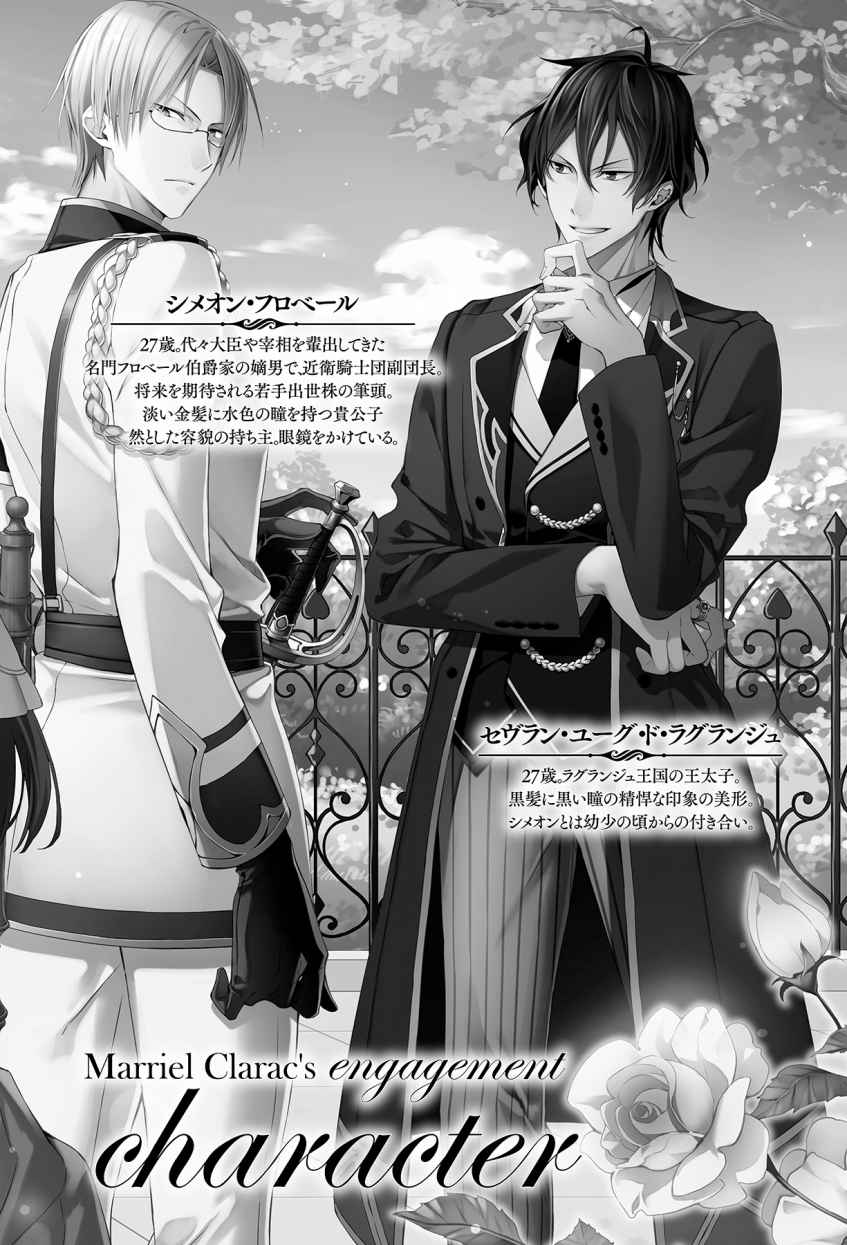 シメオン・フロベール
27歳。代々大臣や宰相を輩出してきた
名門フロベール伯爵家の嫡男で、近衛騎士団副団長。
将来を期待される若手出世株の筆頭。
淡い金髪に水色の瞳を持つ貴公子
然とした容貌の持ち主。眼鏡をかけている。
セヴラン・ユーグ・ド・ラグランジュ
27歳。ラグランジュ王国の王太子。
黒髪に黒い瞳の精悍な印象の美形。
シメオンとは幼少の頃からの付き合い。
Marriel Clarac's engagement
character